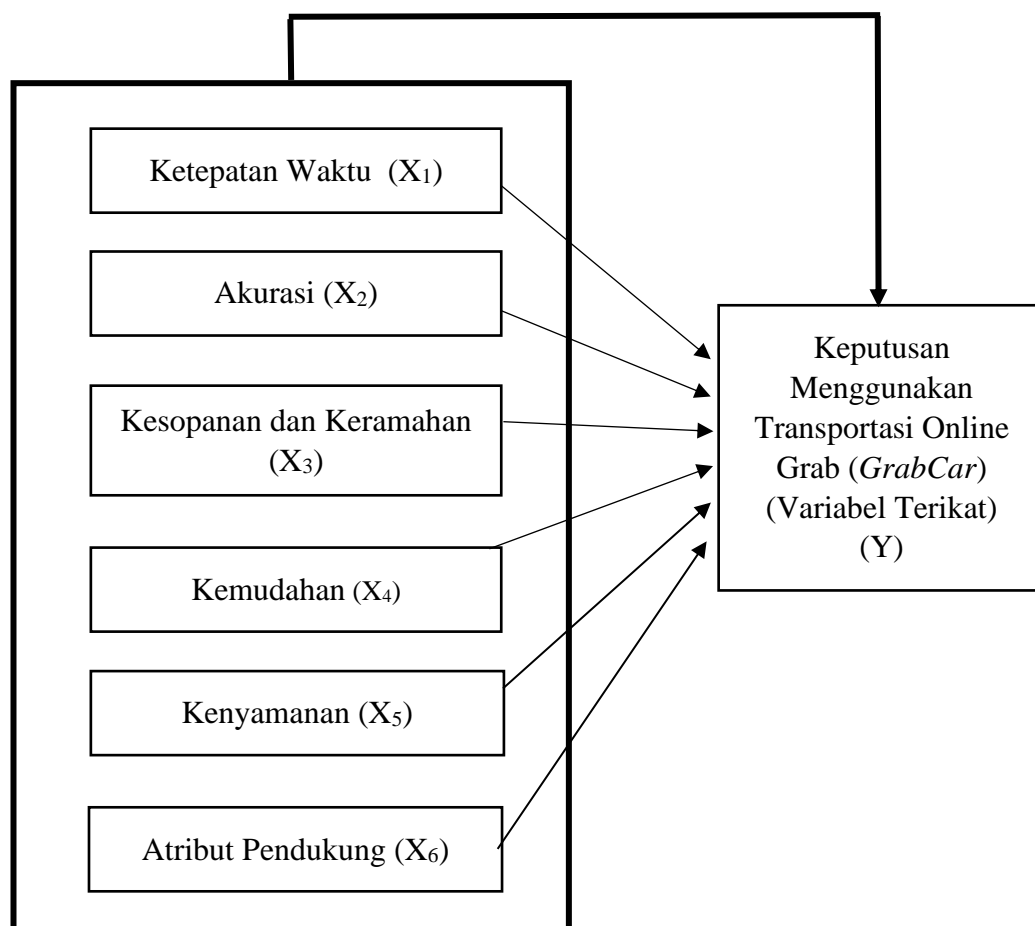 Ketepatan Waktu (X₁)
Akurasi (X₂)
Kesopanan dan Keramahan
(X₃)
Kemudahan (X₄)
Kenyamanan (X₅)
Atribut Pendukung (X₆)
Keputusan
Menggunakan
Transportasi Online
Grab (GrabCar)
(Variabel Terikat)
(Y)